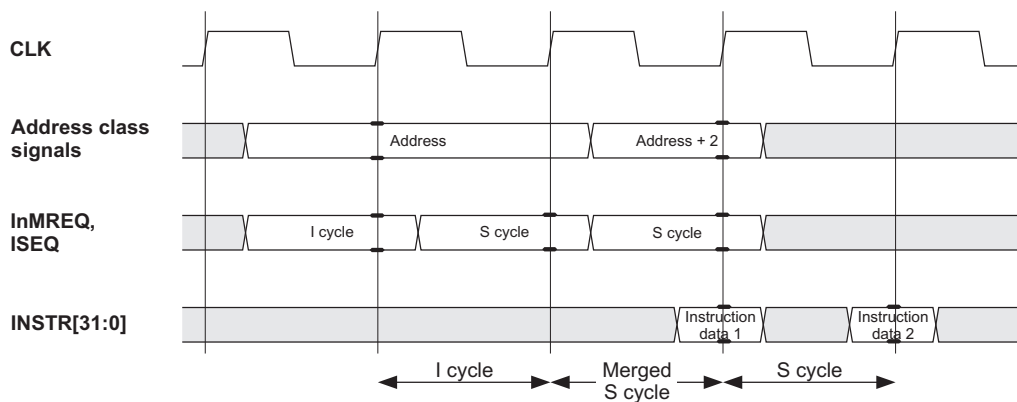 CLK
Address class
signals
Address
Address + 2
InMREQ,
ISEQ
I cycle
S cycle
S cycle
INSTR[31:0]
Instruction
data 1
Instruction
data 2
I cycle
Merged
S cycle
S cycle